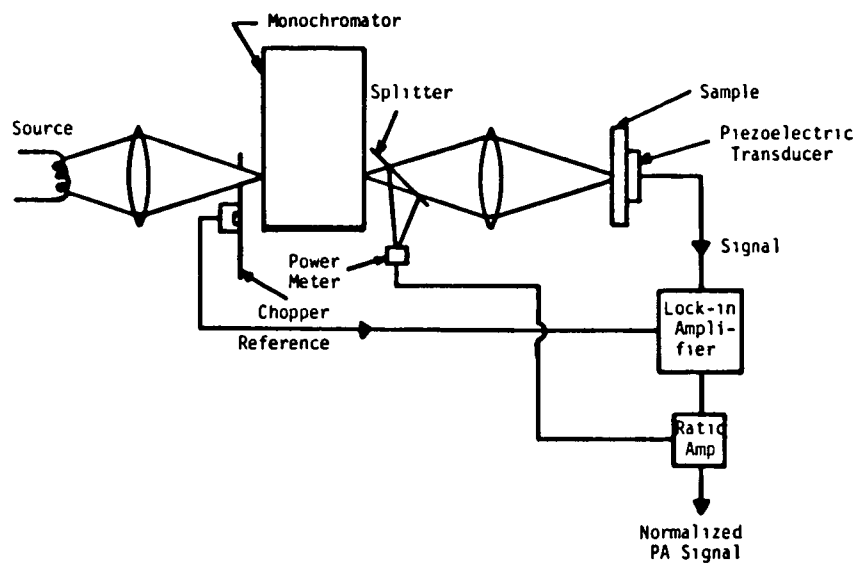 Monochromator
Splitter
Sample
Source
Piezoelectric
Transducer
Power
Meter
Signal
Chopper
Reference
Lock-in
Ampli-
fier
Ratio
Amp
Normalized
PA Signal